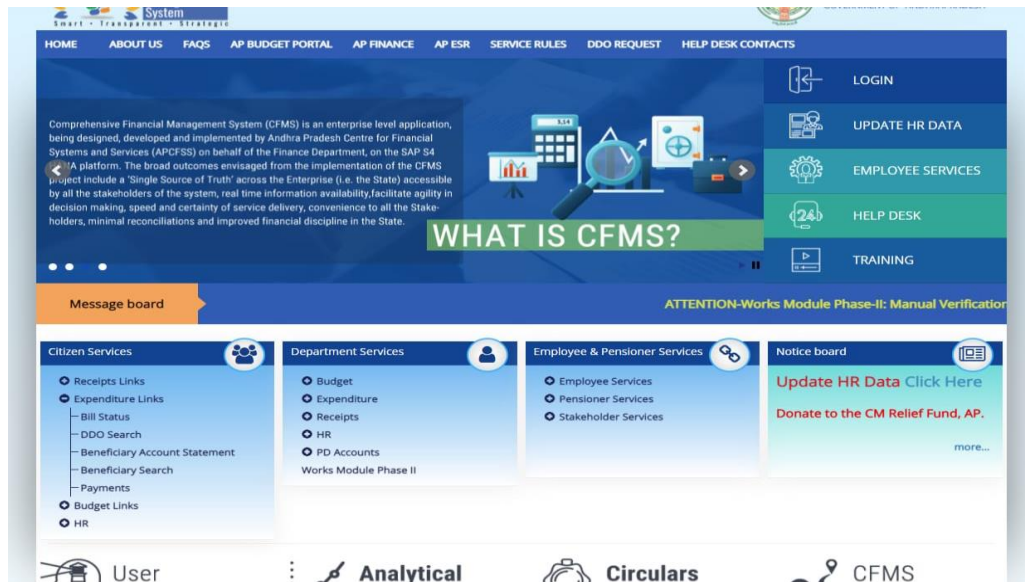 System
Smart • Transparent • Strategic
GOVERNMENT OF ANDHRA PRADESH
HOME ABOUT US FAQS AP BUDGET PORTAL AP FINANCE AP ESR SERVICE RULES DDO REQUEST HELP DESK CONTACTS
Comprehensive Financial Management System (CFMS) is an enterprise level application,
being designed, developed and implemented by Andhra Pradesh Centre for Financial
Systems and Services (APCFSS) on behalf of the Finance Department, on the SAP S4
platform. The broad outcomes envisaged from the implementation of the CFMS
project include a 'Single Source of Truth' across the Enterprise (i.e. the State) accessible
by all the stakeholders of the system, real time information availability,facilitate agility in
decision making, speed and certainty of service delivery, convenience to all the Stake-
holders, minimal reconciliations and improved financial discipline in the State.
3,14
WHAT IS CFMS?
LOGIN
UPDATE HR DATA
EMPLOYEE SERVICES
24
HELP DESK
TRAINING
Message board
ATTENTION-Works Module Phase-II: Manual Verification
Citizen Services
Receipts Links
Expenditure Links
Bill Status
DDO Search
Beneficiary Account Statement
Beneficiary Search
Payments
Budget Links
HR
Department Services
Budget
Expenditure
Receipts
HR
PD Accounts
Works Module Phase II
Employee & Pensioner Services
Employee Services
Pensioner Services
Stakeholder Services
Notice board
Update HR Data Click Here
Donate to the CM Relief Fund, AP.
more...
User
Analytical
Circulars
CFMS